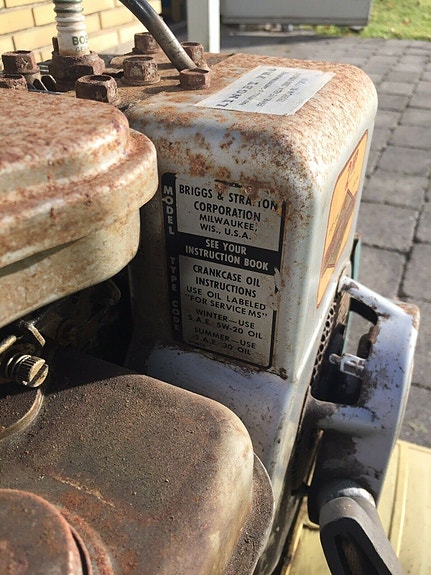 BOS
MODEL
TYPE CODE
BRIGGS & STRATTON
CORPORATION
MILWAUKEE,
WIS., U.S.A.
SEE YOUR
INSTRUCTION BOOK
CRANKCASE OIL
INSTRUCTIONS
USE OIL LABELED
"FOR SERVICE MS"
WINTER—USE
S.A.E. 5W-20 OIL
SUMMER—USE
S.A.E. 30 OIL